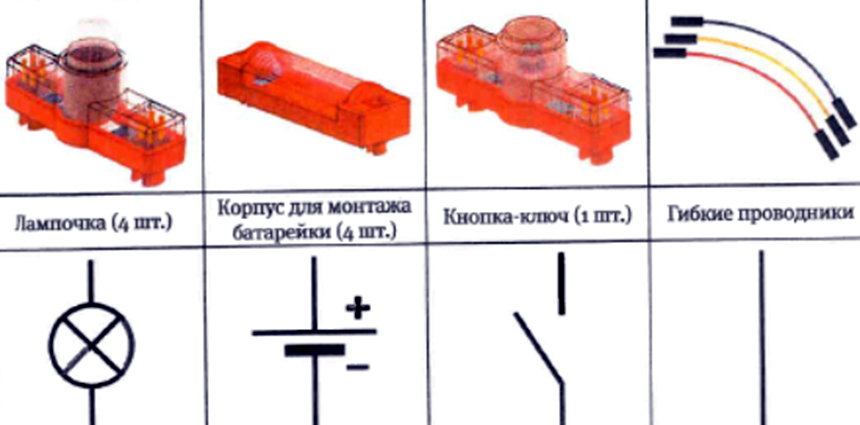 Лампочка (4 шт.)
Корпус для монтажа
батарейки (4 шт.)
Кнопка-ключ (1 шт.)
Гибкие проводники
+
−